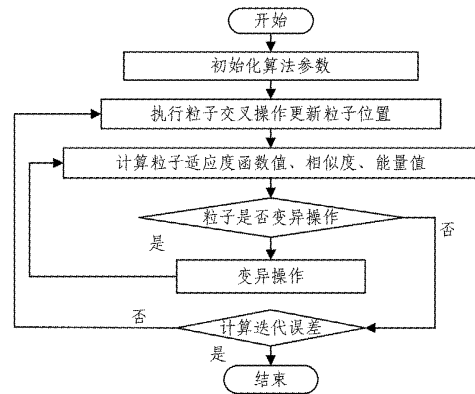 开始
初始化算法参数
执行粒子交叉操作更新粒子位置
计算粒子适应度函数值、相似度、能量值
粒子是否变异操作
否
是
变异操作
否
计算迭代误差
是
结束